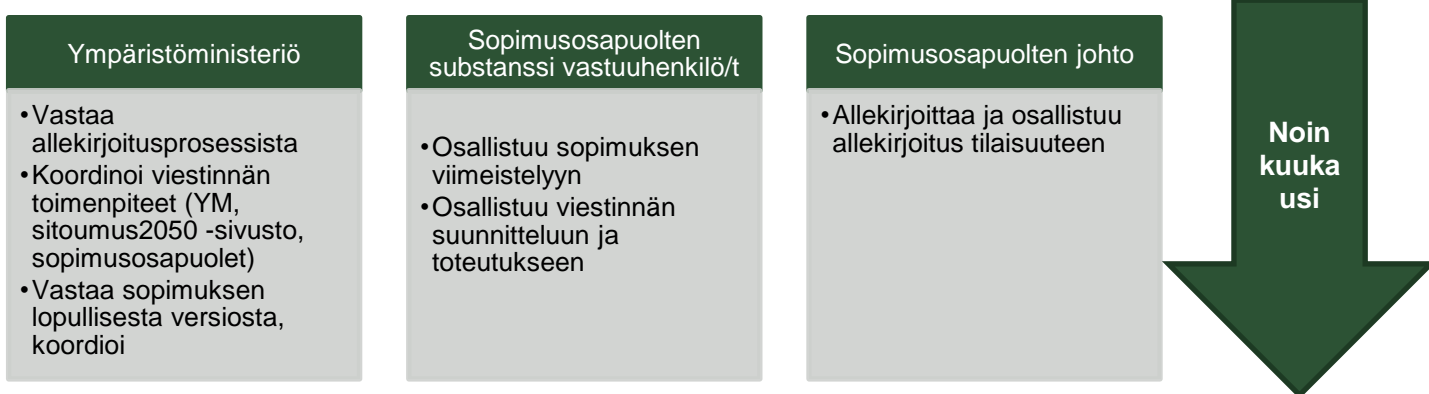 Ympäristöministeriö
•Vastaa
allekirjoitusprosessista
•Koordinoi viestinnän
toimenpiteet (YM,
sitoumus2050 -sivusto,
sopimusosapuolet)
•Vastaa sopimuksen
lopullisesta versiosta,
koordioi
Sopimusosapuolten
substanssi vastuuhenkilö/t
•Osallistuu sopimuksen
viimeistelyyn
•Osallistuu viestinnän
suunnitteluun ja
toteutukseen
Sopimusosapuolten johto
•Allekirjoittaa ja osallistuu
allekirjoitus tilaisuuteen
Noin
kuuka
usi